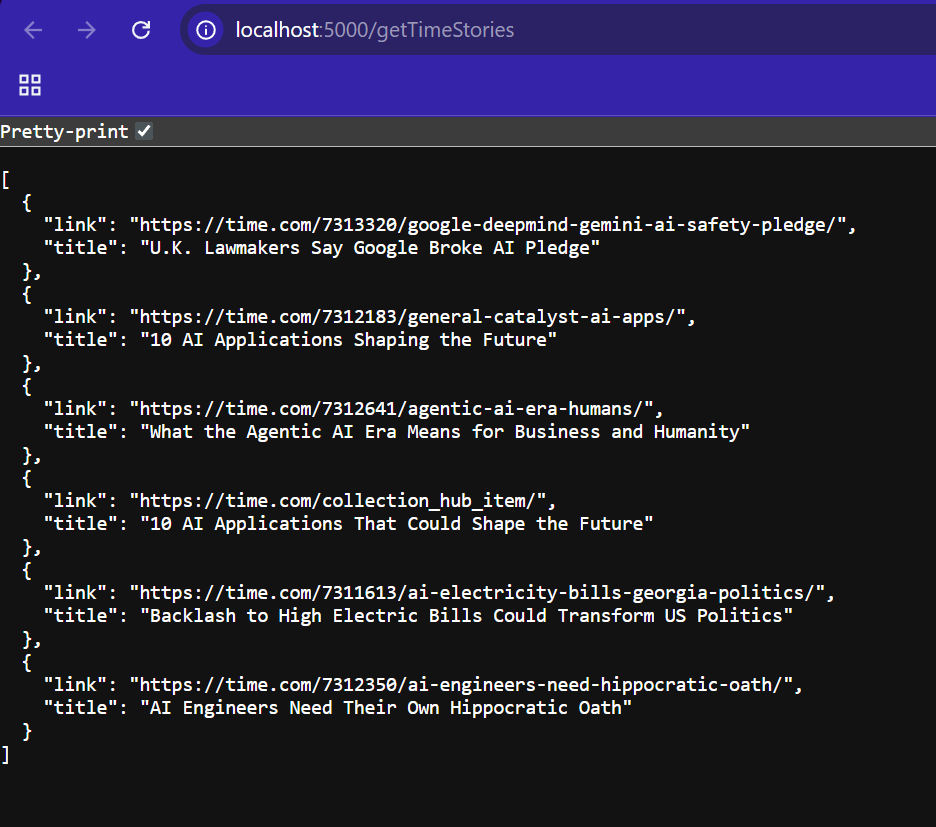 localhost:5000/getTimeStories
Pretty-print
[
  {
    "link": "https://time.com/7313320/google-deepmind-gemini-ai-safety-pledge/",
    "title": "U.K. Lawmakers Say Google Broke AI Pledge"
  },
  {
    "link": "https://time.com/7312183/general-catalyst-ai-apps/",
    "title": "10 AI Applications Shaping the Future"
  },
  {
    "link": "https://time.com/7312641/agentic-ai-era-humans/",
    "title": "What the Agentic AI Era Means for Business and Humanity"
  },
  {
    "link": "https://time.com/collection_hub_item/",
    "title": "10 AI Applications That Could Shape the Future"
  },
  {
    "link": "https://time.com/7311613/ai-electricity-bills-georgia-politics/",
    "title": "Backlash to High Electric Bills Could Transform US Politics"
  },
  {
    "link": "https://time.com/7312350/ai-engineers-need-hippocratic-oath/",
    "title": "AI Engineers Need Their Own Hippocratic Oath"
  }
]